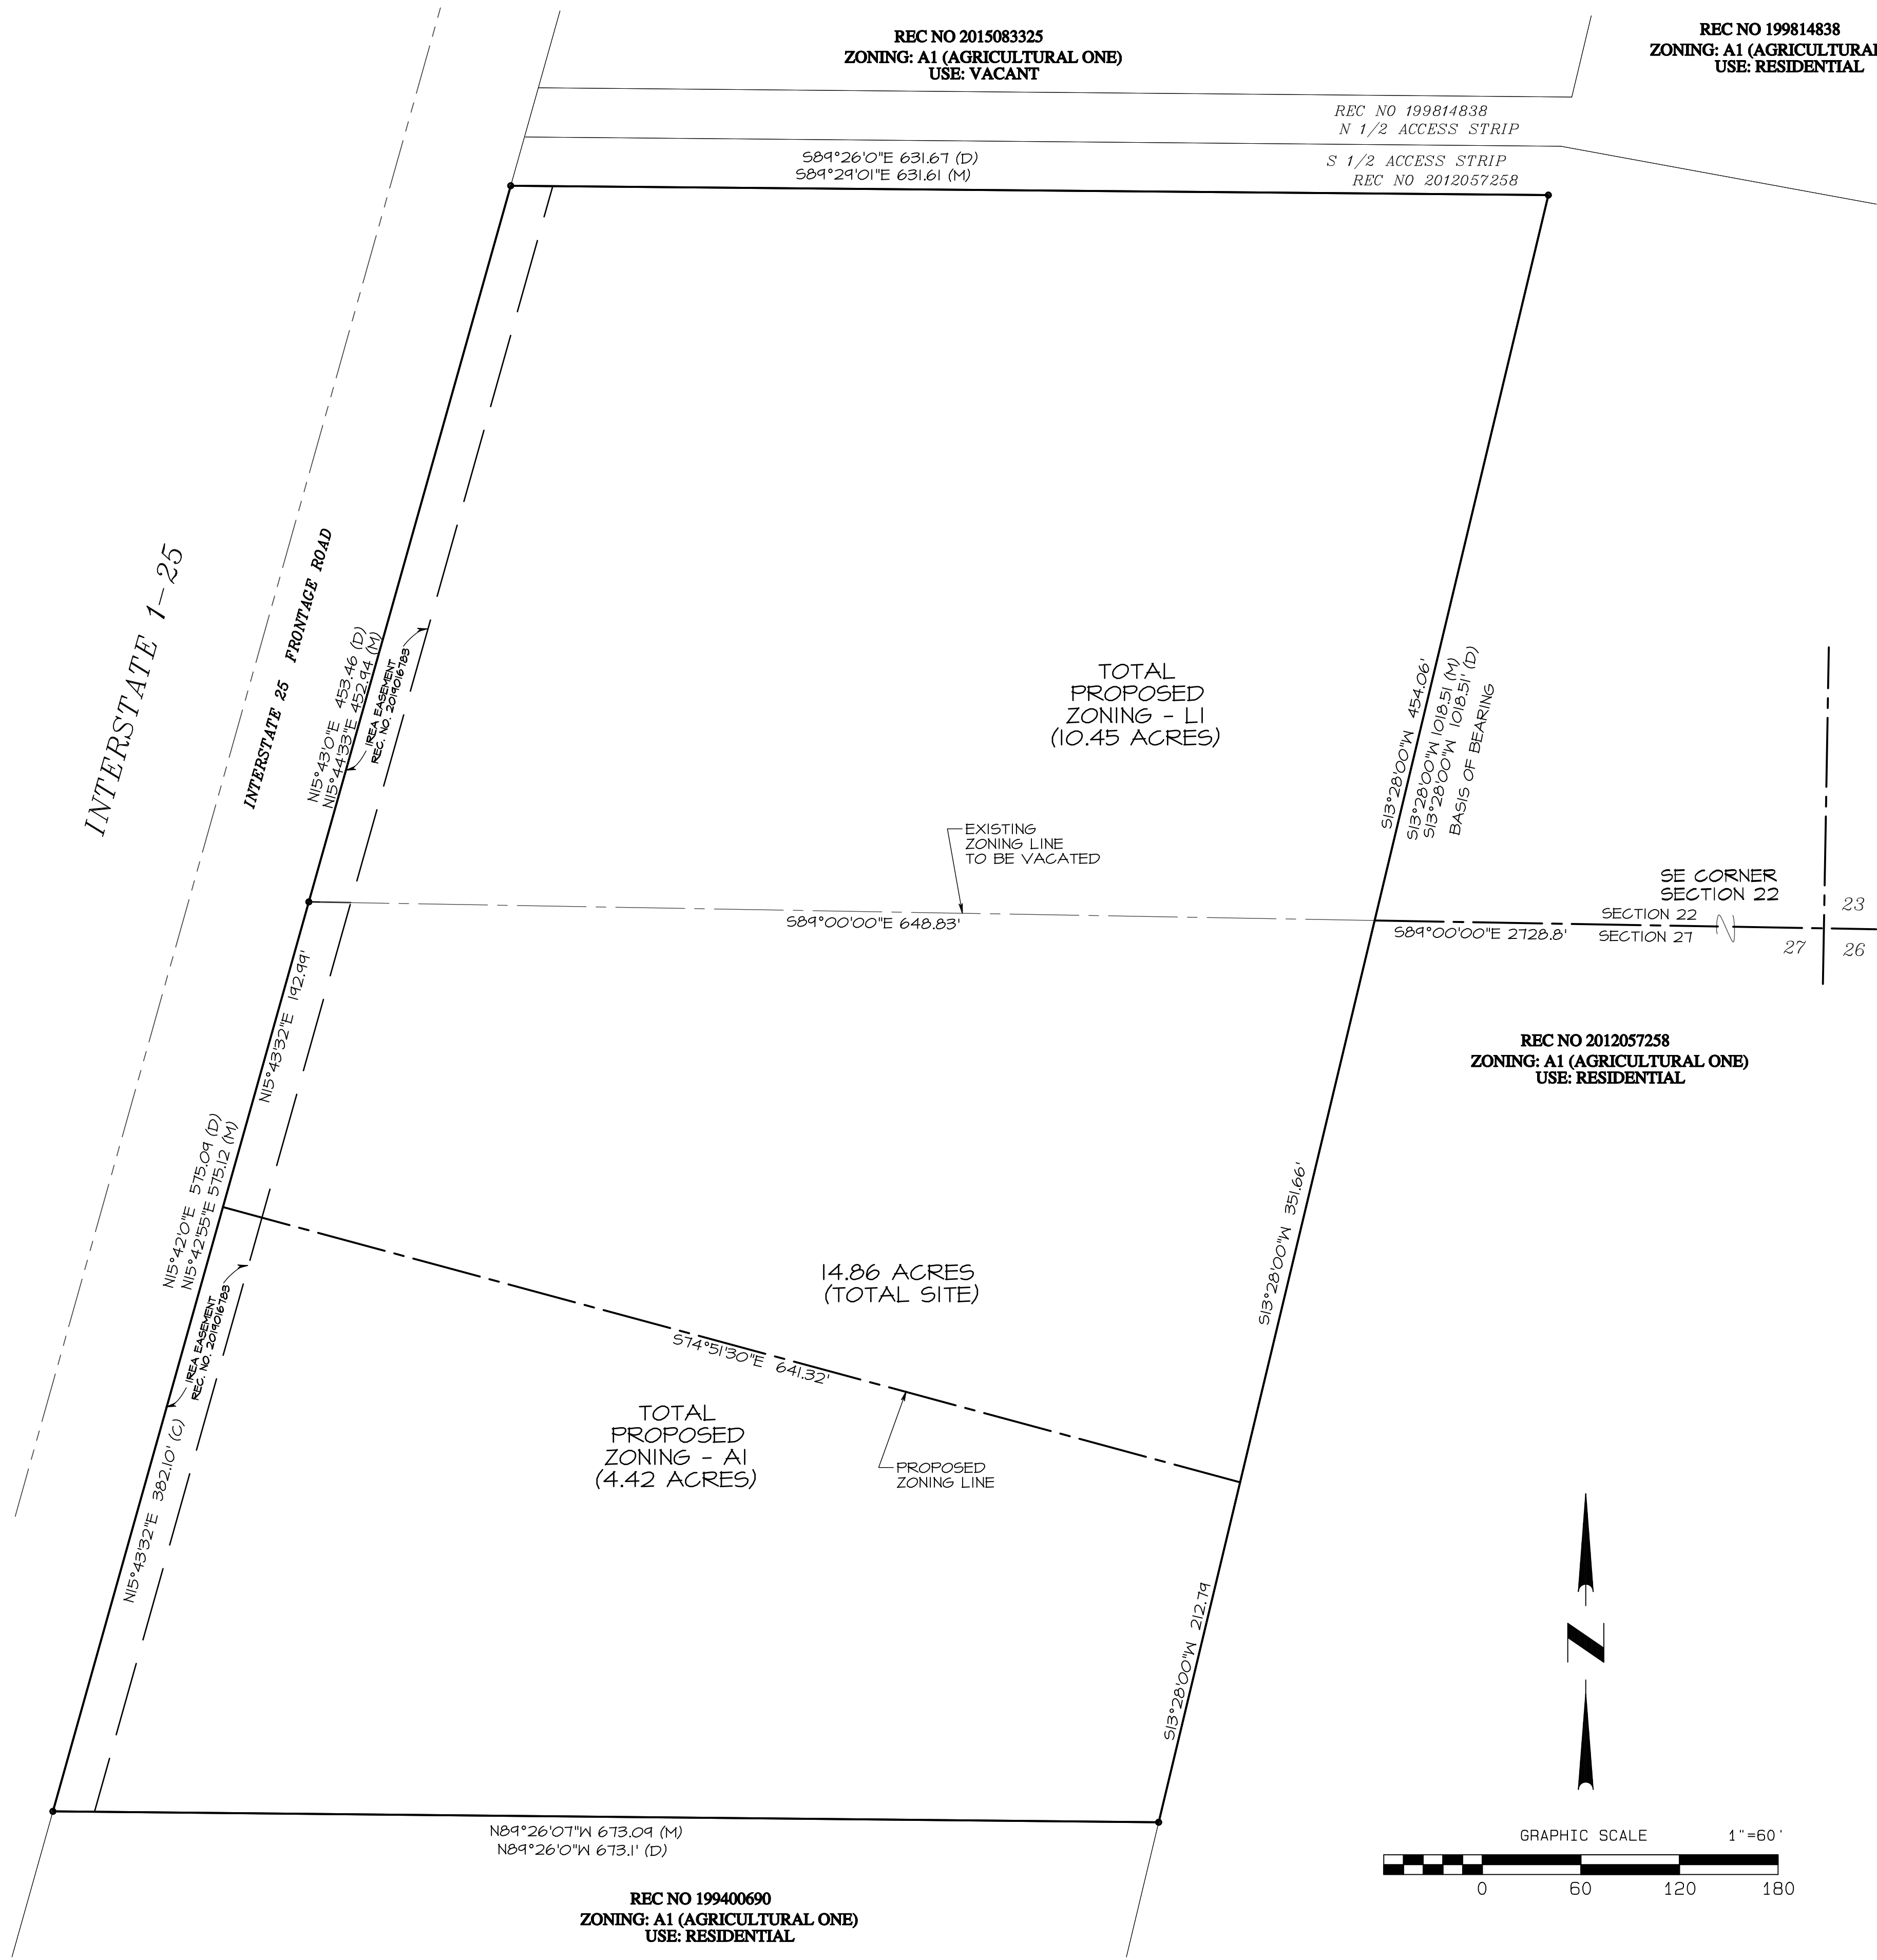 REC NO 2015083325
ZONING: A1 (AGRICULTURAL ONE)
USE: VACANT
REC NO 199814838
ZONING: A1 (AGRICULTURAL
USE: RESIDENTIAL
REC NO 199814838
N 1/2 ACCESS STRIP
S 1/2 ACCESS STRIP
REC NO 2012057258
S89°26'0"E 631.67 (D)
S89°29'01"E 631.61 (M)
INTERSTATE 1-25
INTERSTATE 25 FRONTAGE ROAD
N15°43'0"E 453.46 (D)
N15°44'33"E 452.94 (M)
IREA EASEMENT
REC. NO. 2019016783
TOTAL
PROPOSED
ZONING - L1
(10.45 ACRES)
S13°28'00"W 454.06'
S13°28'00"W 1018.51 (M)
S13°28'00"W 1018.51' (D)
BASIS OF BEARING
EXISTING
ZONING LINE
TO BE VACATED
S89°00'00"E 648.83'
SE CORNER
SECTION 22
SECTION 22
SECTION 27
S89°00'00"E 2728.8'
23
27
26
REC NO 2012057258
ZONING: A1 (AGRICULTURAL ONE)
USE: RESIDENTIAL
N15°43'32"E 192.99'
N15°42'0"E 575.09 (D)
N15°42'55"E 575.12 (M)
IREA EASEMENT
REC. NO. 2019016783
S13°28'00"W 351.66'
14.86 ACRES
(TOTAL SITE)
S74°51'30"E 641.32'
TOTAL
PROPOSED
ZONING - A1
(4.42 ACRES)
PROPOSED
ZONING LINE
N15°43'32"E 382.10' (C)
S13°28'00"W 212.79
N
N89°26'07"W 673.09 (M)
N89°26'0"W 673.1' (D)
GRAPHIC SCALE 1"=60'
0 60 120 180
REC NO 199400690
ZONING: A1 (AGRICULTURAL ONE)
USE: RESIDENTIAL